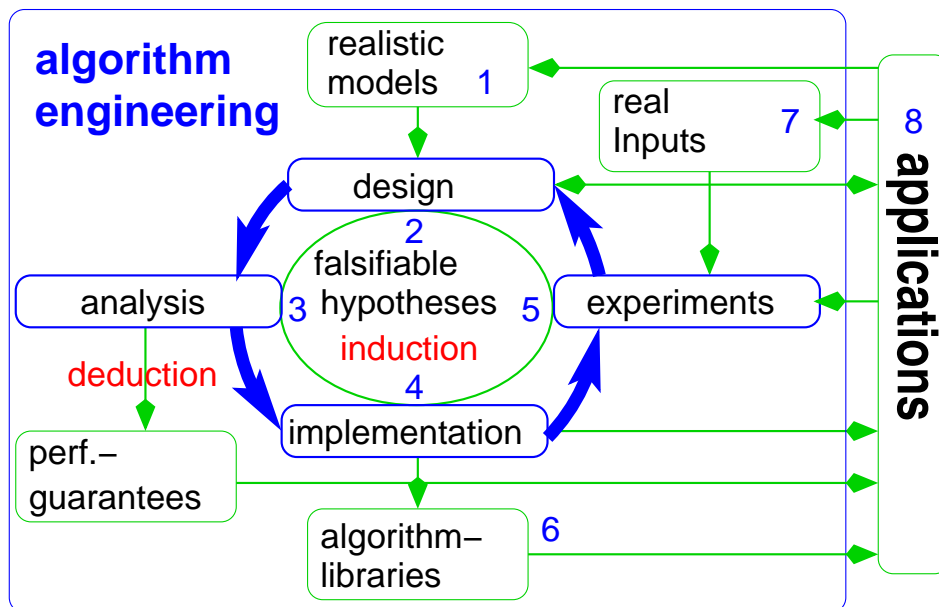 algorithm
engineering
realistic
models 1
real
Inputs 7
8
applications
design
2
falsifiable
hypotheses
induction
analysis
3
5
experiments
deduction
4
implementation
perf.–
guarantees
algorithm–
libraries
6